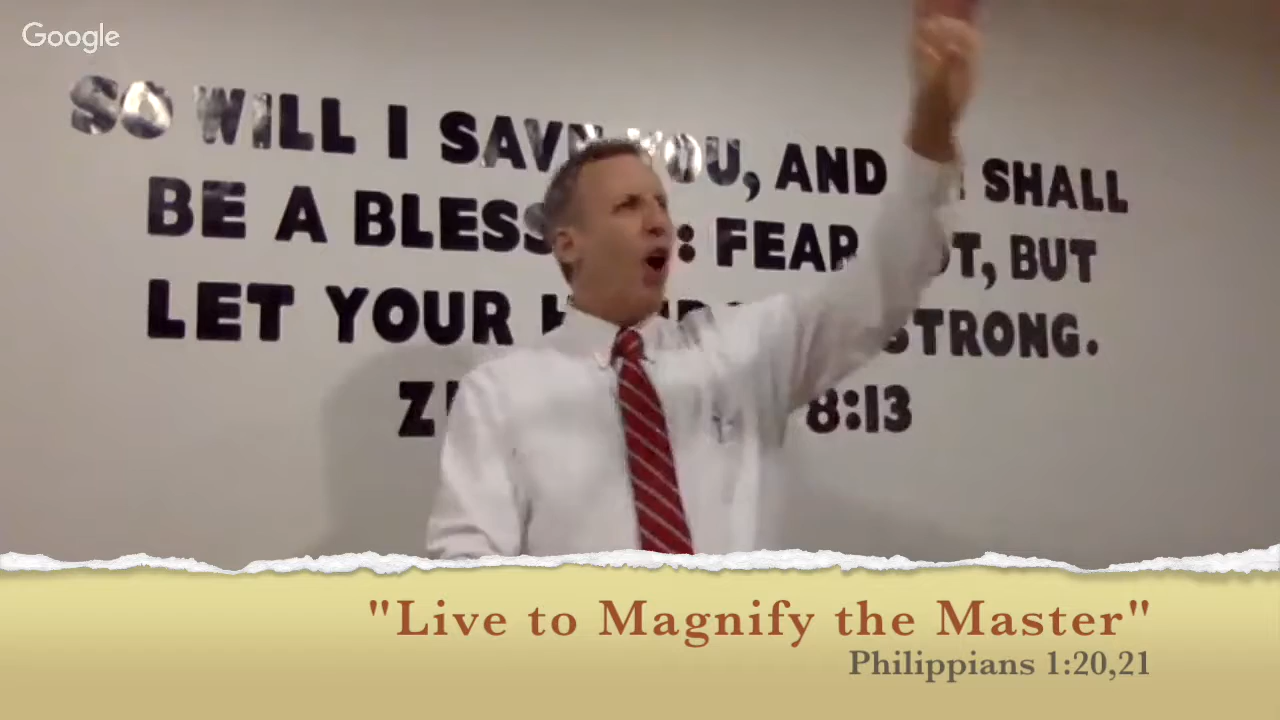 Google
SO WILL I SAVE YOU, AND SHALL
BE A BLESS : FEAR BUT
LET YOUR STRONG.
8:13
"Live to Magnify the Master"
Philippians 1:20,21